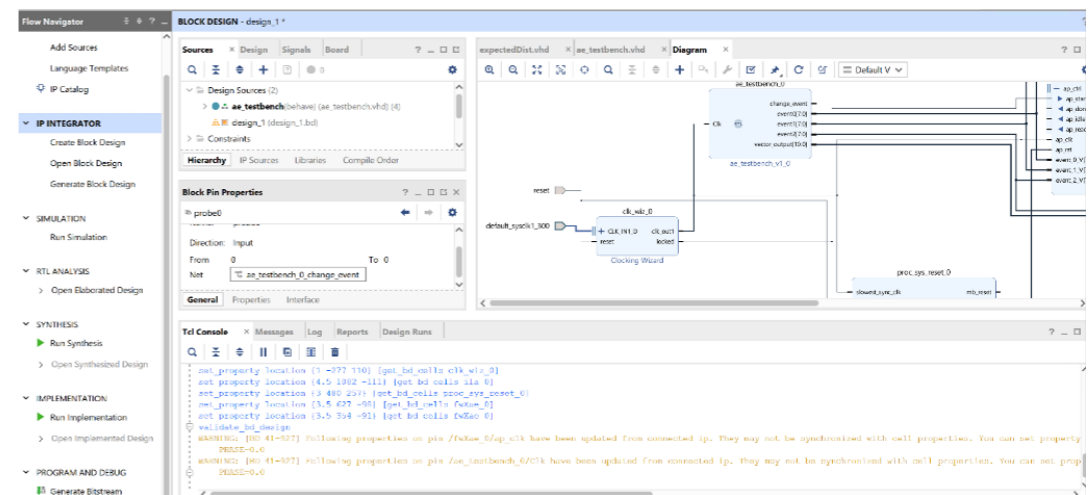 Flow Navigator
Add Sources
Language Templates
IP Catalog
IP INTEGRATOR
Create Block Design
Open Block Design
Generate Block Design
SIMULATION
Run Simulation
RTL ANALYSIS
Open Elaborated Design
SYNTHESIS
Run Synthesis
Open Synthesized Design
IMPLEMENTATION
Run Implementation
Open Implemented Design
PROGRAM AND DEBUG
Generate Bitstream
BLOCK DESIGN - design_1 *
Sources Design Signals Board
0
Design Sources (2)
ae_testbench(behave) (ae_testbench.vhd) (4)
design_1 (design_1.bd)
Constraints
Hierarchy IP Sources Libraries Compile Order
Block Pin Properties
probe0
Direction: Input
From 0 To 0
Net ae_testbench_0_change_event
General Properties Interface
expectedDist.vhd ae_testbench.vhd Diagram
Default V
ae_testbench_0
Clk
change_event
event0[7:0]
event1[7:0]
event2[7:0]
vector_output[19:0]
ae_testbench_v1_0
ap_ctrl
ap_star
ap_don
ap_idle
ap_read
ap_clk
ap_rst
event_0_V[
event_1_V[
event_2_V[
reset
default_sysclk1_300
clk_wiz_0
CLK_IN1_D clk_out1
reset locked
Clocking Wizard
proc_sys_reset_0
slowest_sync_clk mb_reset
Tcl Console Messages Log Reports Design Runs
set_property location {1 -277 110} [get_bd_cells clk_wiz_0]
set_property location {4.5 1082 -111} [get_bd_cells ila_0]
set_property location {3 480 257} [get_bd_cells proc_sys_reset_0]
set_property location {3.5 627 -98} [get_bd_cells fwXae_0]
set_property location {3.5 354 -91} [get_bd_cells fwXae_0]
validate_bd_design
WARNING: [BD 41-927] Following properties on pin /fwXae_0/ap_clk have been updated from connected ip. They may not be synchronized with cell properties. You can set property
PHASE=0.0
WARNING: [BD 41-927] Following properties on pin /ae_testbench_0/Clk have been updated from connected ip. They may not be synchronized with cell properties. You can set prop
PHASE=0.0